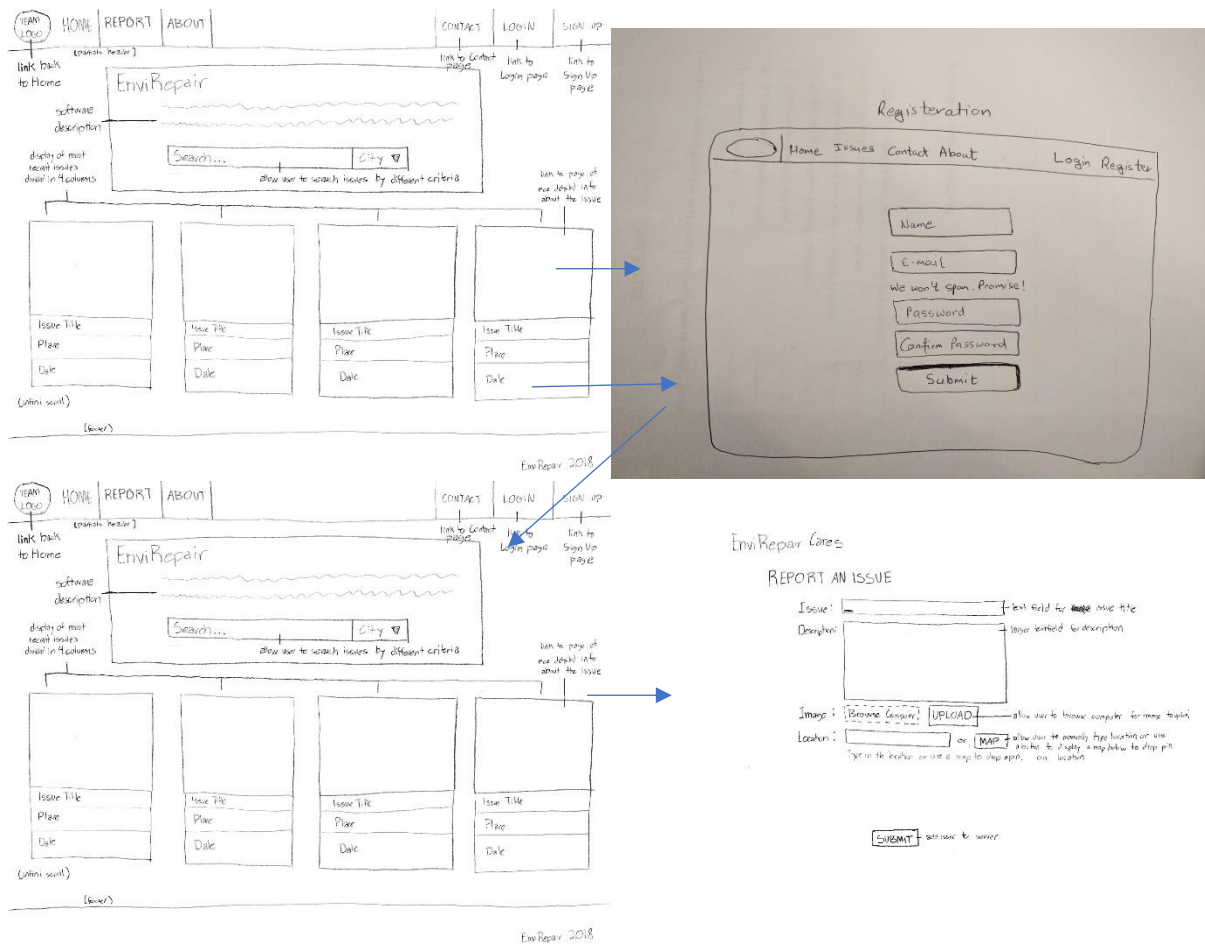 TEAM LOGO HOME REPORT ABOUT CONTACT LOGIN SIGN UP
(partials header)
link back to Home
link to Contact page
link to Login page
link to Sign Up page
EnviRepair
software description
Search... City
allow user to search issues by different criteria
display of most recent issues divided in 4 columns
link to page of more detail info about the issue
Issue Title Issue Title Issue Title Issue Title
Place Place Place Place
Date Date Date Date
(infinite scroll)
(footer)
EnviRepair 2018
Registeration
Home Issues Contact About Login Register
Name
E-mail
We won't spam. Promise!
Password
Confirm Password
Submit
TEAM LOGO HOME REPORT ABOUT CONTACT LOGIN SIGN UP
(partials header)
link back to Home
link to Contact page
link to Login page
link to Sign Up page
EnviRepair
software description
Search... City
allow user to search issues by different criteria
display of most recent issues divided in 4 columns
link to page of more detail info about the issue
Issue Title Issue Title Issue Title Issue Title
Place Place Place Place
Date Date Date Date
(infinite scroll)
(footer)
EnviRepair 2018
EnviRepair Cares
REPORT AN ISSUE
Issue: text field for issue title
Description: larger textfield for description
Image: Browse Computer UPLOAD allow user to browse computer for image to upload
Location: or MAP allow user to manually type location or use
a button to display a map below to drop pin
on location
Type in the location or use a map to drop a pin.
SUBMIT adds issue to server